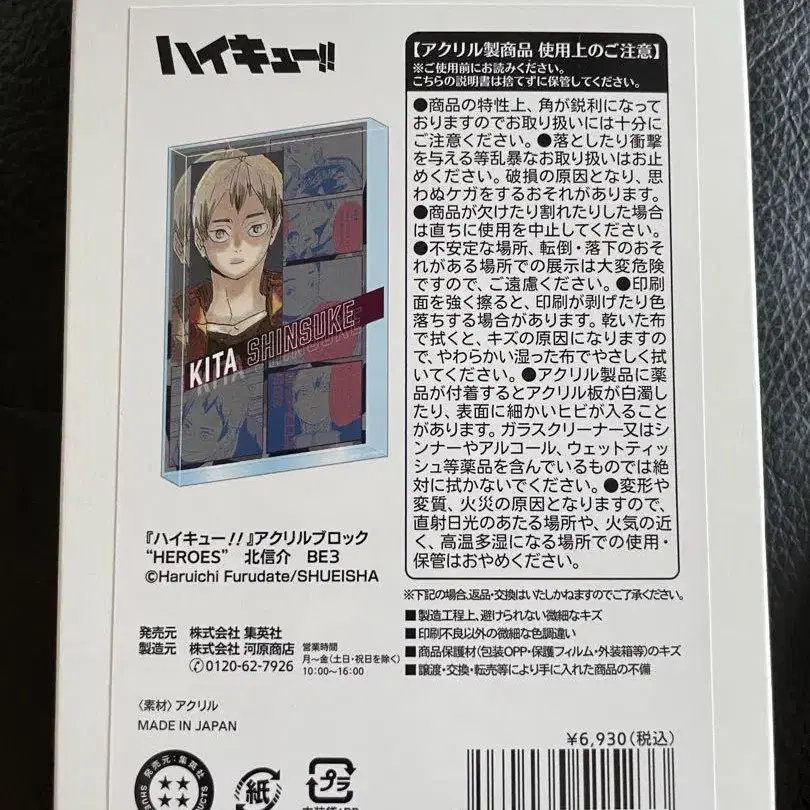 ハイキュー!!
KITA SHINSUKE
『ハイキュー!!』アクリルブロック
“HEROES” 北信介 BE3
©Haruichi Furudate/SHUEISHA
発売元 株式会社 集英社
製造元 株式会社 河原商店
0120-62-7926
営業時間
月〜金(土日・祝日を除く)
10:00〜16:00
〈素材〉アクリル
MADE IN JAPAN
【アクリル製商品 使用上のご注意】
※ご使用前にお読みください。
こちらの説明書は捨てずに保管してください。
●商品の特性上、角が鋭利になって
おりますのでお取り扱いには十分に
ご注意ください。●落としたり衝撃
を与える等乱暴なお取り扱いはお止
めください。破損の原因となり、思
わぬケガをするおそれがあります。
●商品が欠けたり割れたりした場合
は直ちに使用を中止してください。
●不安定な場所、転倒・落下のおそ
れがある場所での展示は大変危険
ですので、ご遠慮ください。●印刷
面を強く擦ると、印刷が剥げたり色
落ちする場合があります。乾いた布
で拭くと、キズの原因になりますの
で、やわらかい湿った布でやさしく拭
いてください。●アクリル製品に薬
品が付着するとアクリル板が白濁し
たり、表面に細かいヒビが入ること
があります。ガラスクリーナー又はシ
ンナーやアルコール、ウェットティッ
シュ等薬品を含んでいるものでは絶
対に拭かないでください。●変形や
変質、火災の原因となりますので、
直射日光のあたる場所や、火気の近
く、高温多湿になる場所での使用・
保管はおやめください。
※下記の場合、返品・交換はいたしかねますのでご了承ください。
■製造工程上、避けられない微細なキズ
■印刷不良以外の微細な色調違い
■商品保護材(包装OPP・保護フィルム・外装箱等)のキズ
■譲渡・交換・転売等により手に入れた商品の不備
¥6,930(税込)
発売元:集英社
紙
プラ